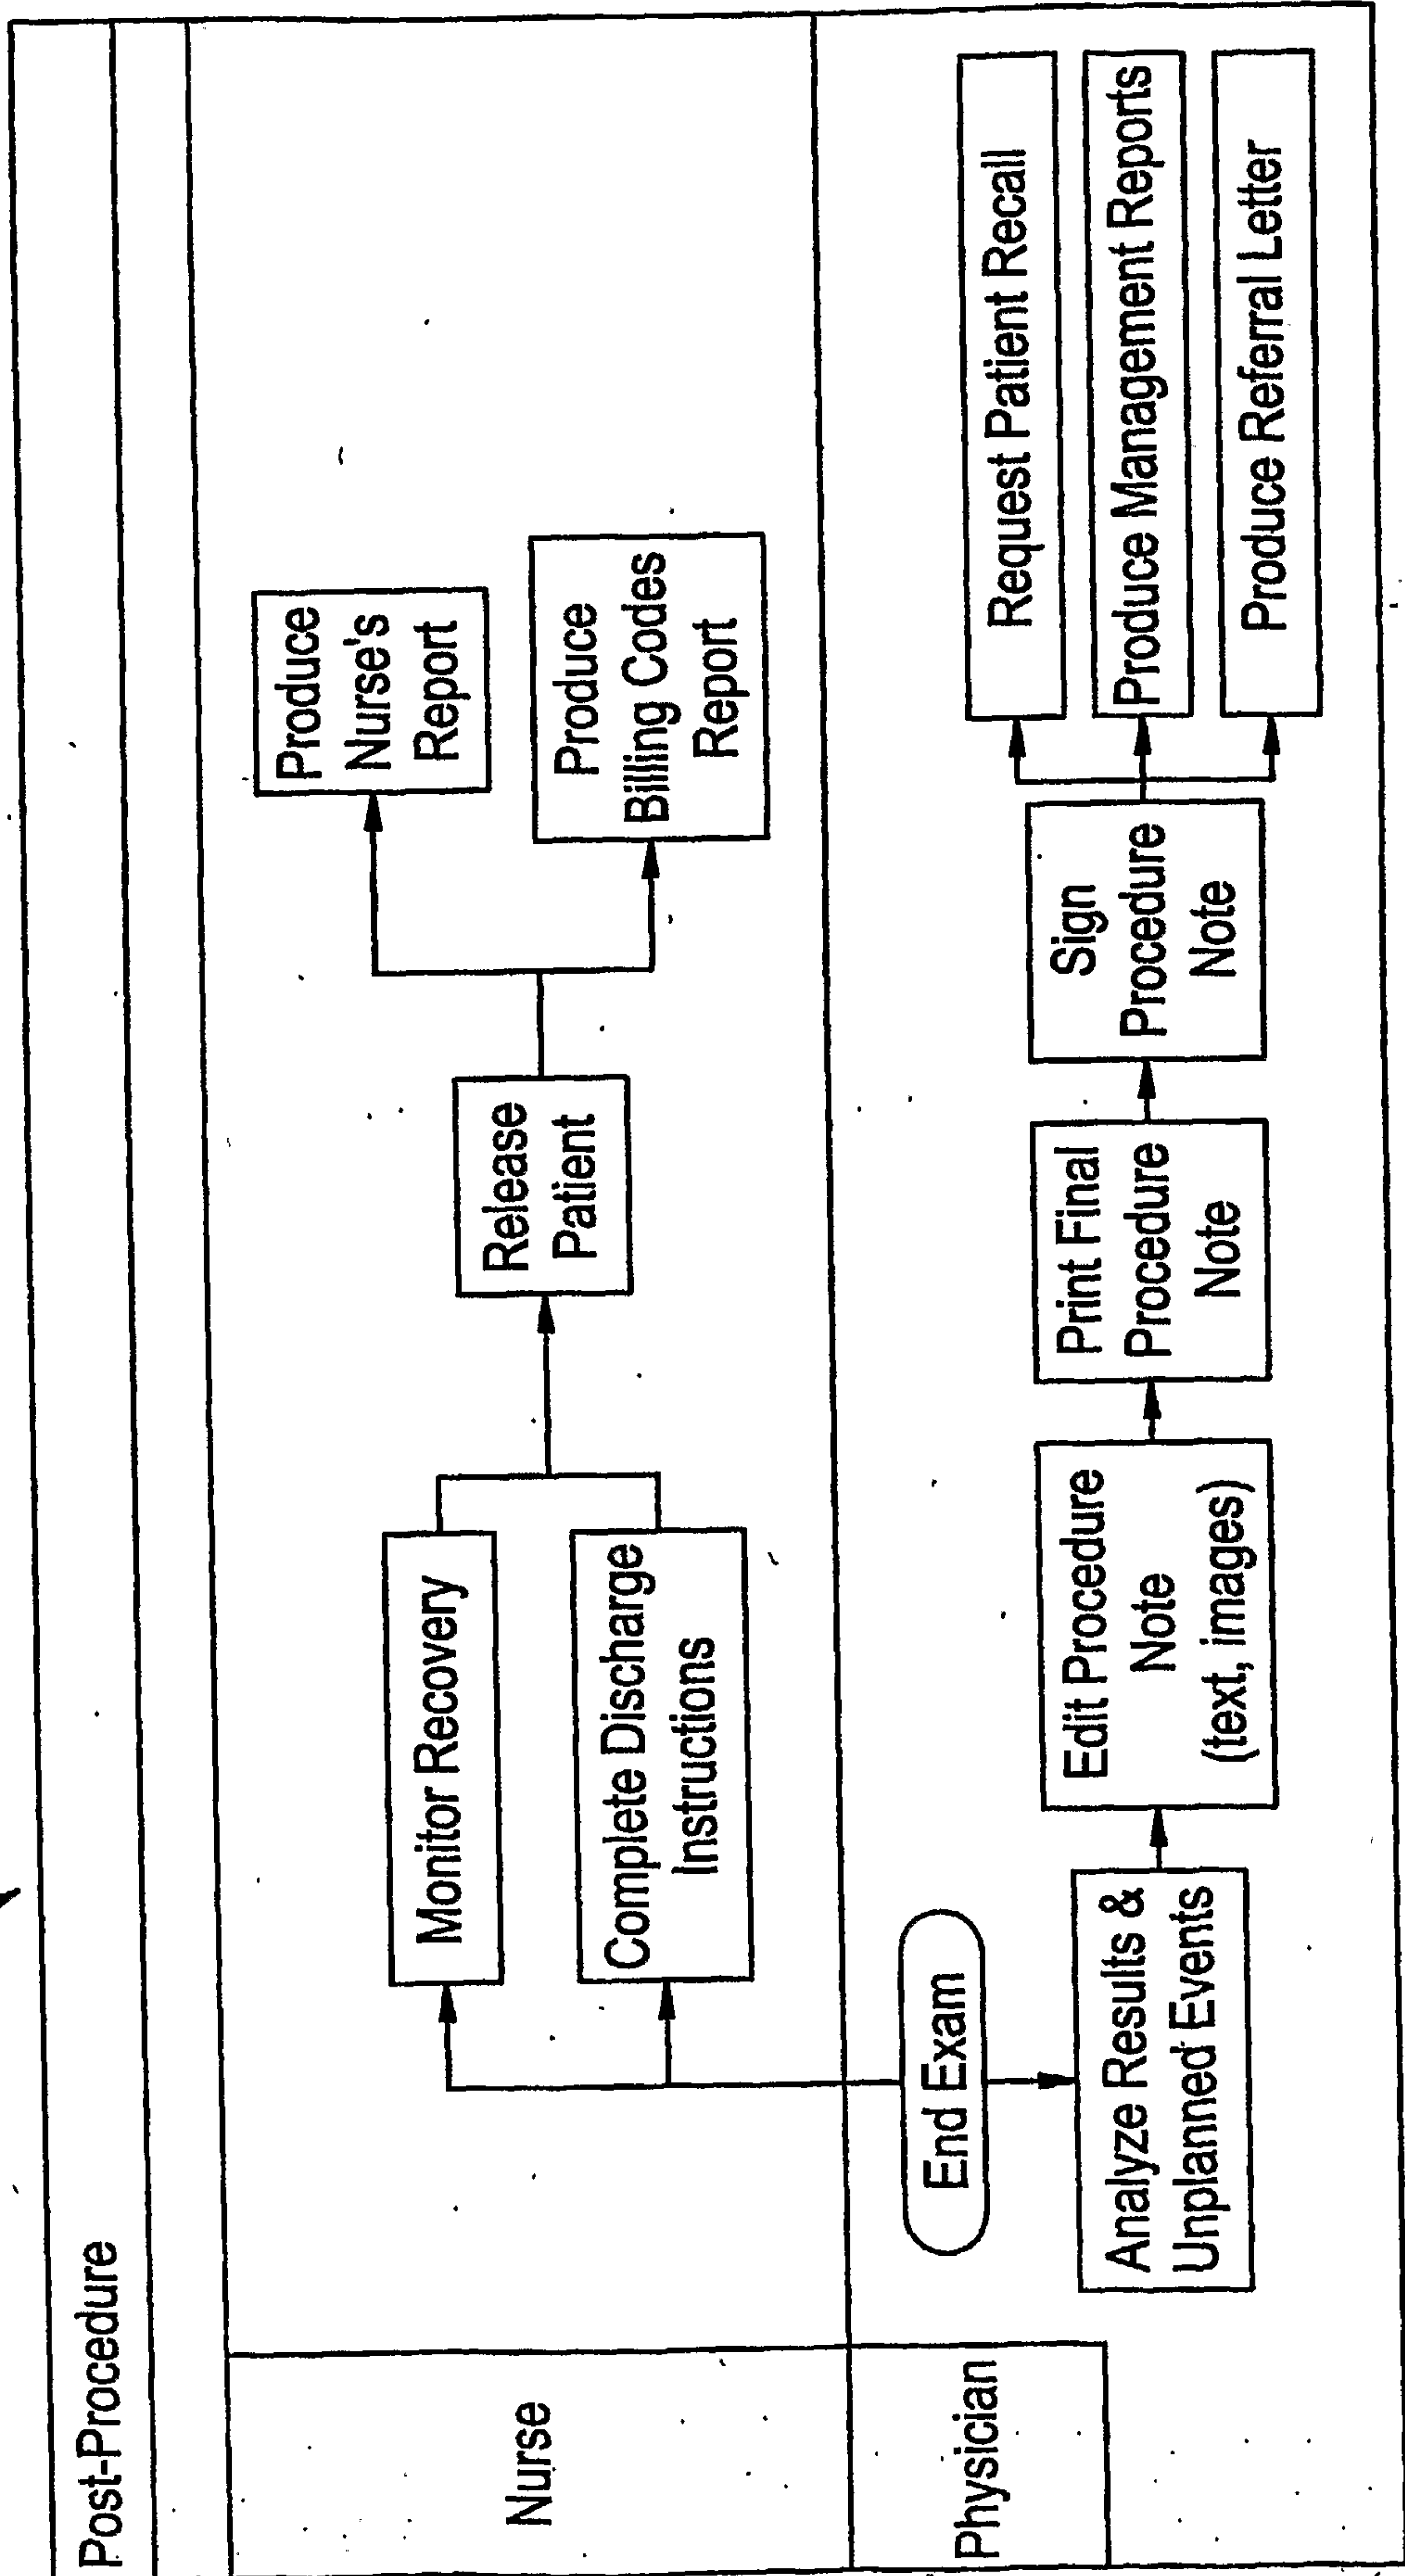 Post-Procedure
Nurse
Monitor Recovery
Complete Discharge
Instructions
Release
Patient
Produce
Nurse's
Report
Produce
Billing Codes
Report
Physician
End Exam
Analyze Results &
Unplanned Events
Edit Procedure
Note
(text, images)
Print Final
Procedure
Note
Sign
Procedure
Note
Request Patient Recall
Produce Management Reports
Produce Referral Letter